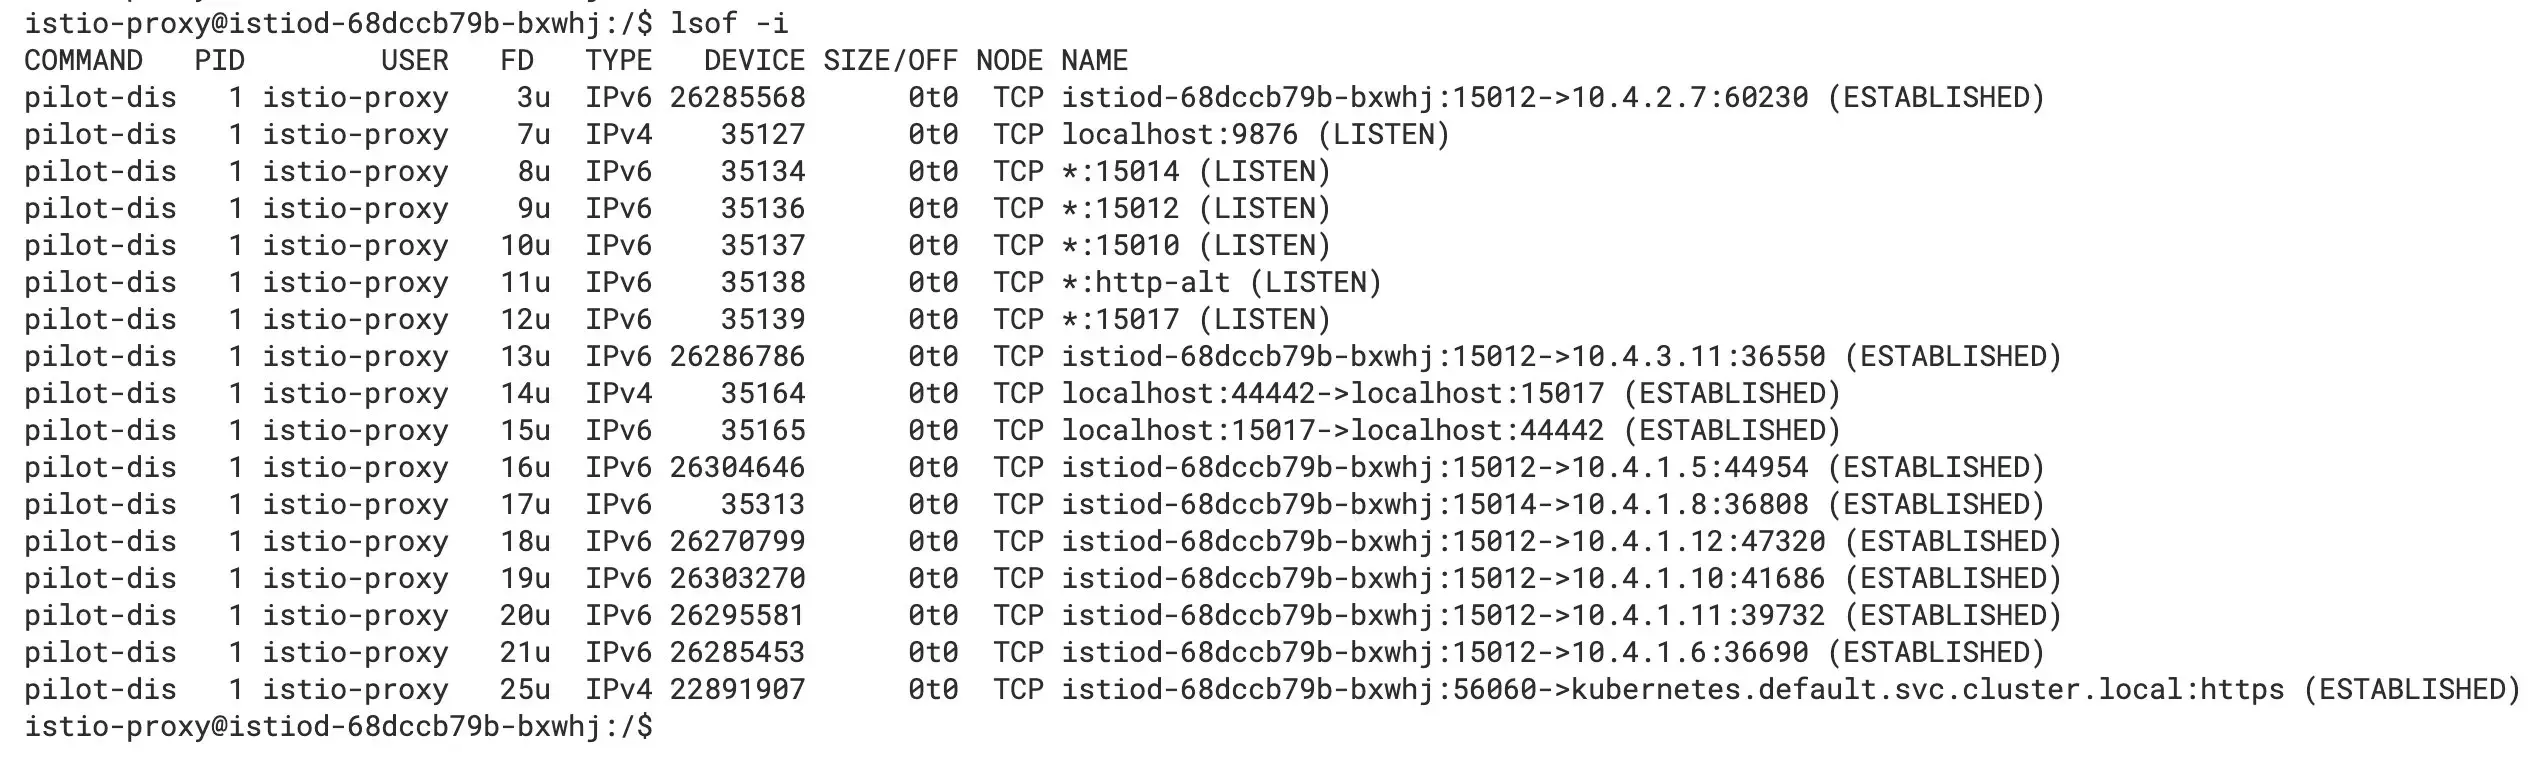 istio-proxy@istiod-68dccb79b-bxwhj:/$ lsof -i
COMMAND   PID        USER   FD   TYPE   DEVICE SIZE/OFF NODE NAME
pilot-dis   1 istio-proxy    3u  IPv6 26285568      0t0  TCP istiod-68dccb79b-bxwhj:15012->10.4.2.7:60230 (ESTABLISHED)
pilot-dis   1 istio-proxy    7u  IPv4    35127      0t0  TCP localhost:9876 (LISTEN)
pilot-dis   1 istio-proxy    8u  IPv6    35134      0t0  TCP *:15014 (LISTEN)
pilot-dis   1 istio-proxy    9u  IPv6    35136      0t0  TCP *:15012 (LISTEN)
pilot-dis   1 istio-proxy   10u  IPv6    35137      0t0  TCP *:15010 (LISTEN)
pilot-dis   1 istio-proxy   11u  IPv6    35138      0t0  TCP *:http-alt (LISTEN)
pilot-dis   1 istio-proxy   12u  IPv6    35139      0t0  TCP *:15017 (LISTEN)
pilot-dis   1 istio-proxy   13u  IPv6 26286786      0t0  TCP istiod-68dccb79b-bxwhj:15012->10.4.3.11:36550 (ESTABLISHED)
pilot-dis   1 istio-proxy   14u  IPv4    35164      0t0  TCP localhost:44442->localhost:15017 (ESTABLISHED)
pilot-dis   1 istio-proxy   15u  IPv6    35165      0t0  TCP localhost:15017->localhost:44442 (ESTABLISHED)
pilot-dis   1 istio-proxy   16u  IPv6 26304646      0t0  TCP istiod-68dccb79b-bxwhj:15012->10.4.1.5:44954 (ESTABLISHED)
pilot-dis   1 istio-proxy   17u  IPv6    35313      0t0  TCP istiod-68dccb79b-bxwhj:15014->10.4.1.8:36808 (ESTABLISHED)
pilot-dis   1 istio-proxy   18u  IPv6 26270799      0t0  TCP istiod-68dccb79b-bxwhj:15012->10.4.1.12:47320 (ESTABLISHED)
pilot-dis   1 istio-proxy   19u  IPv6 26303270      0t0  TCP istiod-68dccb79b-bxwhj:15012->10.4.1.10:41686 (ESTABLISHED)
pilot-dis   1 istio-proxy   20u  IPv6 26295581      0t0  TCP istiod-68dccb79b-bxwhj:15012->10.4.1.11:39732 (ESTABLISHED)
pilot-dis   1 istio-proxy   21u  IPv6 26285453      0t0  TCP istiod-68dccb79b-bxwhj:15012->10.4.1.6:36690 (ESTABLISHED)
pilot-dis   1 istio-proxy   25u  IPv4 22891907      0t0  TCP istiod-68dccb79b-bxwhj:56060->kubernetes.default.svc.cluster.local:https (ESTABLISHED)
istio-proxy@istiod-68dccb79b-bxwhj:/$